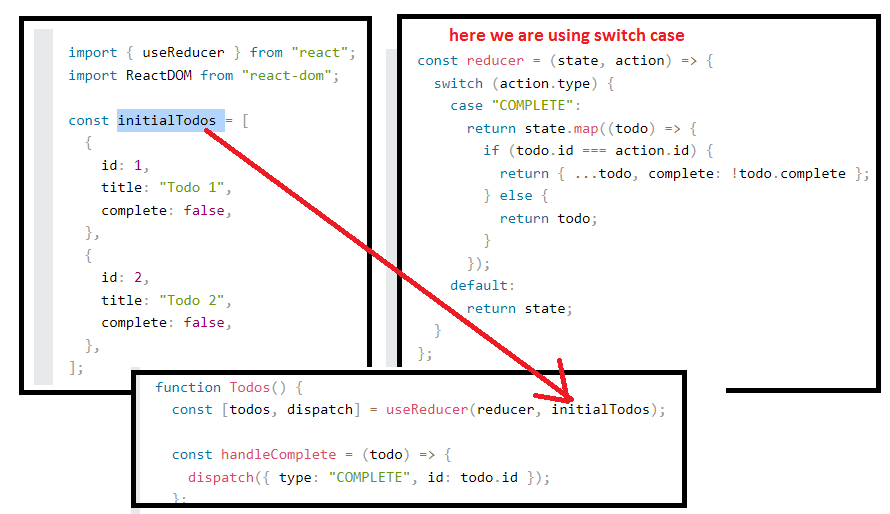 import { useReducer } from "react";
import ReactDOM from "react-dom";
const initialTodos = [
{
id: 1,
title: "Todo 1",
complete: false,
},
{
id: 2,
title: "Todo 2",
complete: false,
},
];
here we are using switch case
const reducer = (state, action) => {
switch (action.type) {
case "COMPLETE":
return state.map((todo) => {
if (todo.id === action.id) {
return { ...todo, complete: !todo.complete };
} else {
return todo;
}
});
default:
return state;
}
};
function Todos() {
const [todos, dispatch] = useReducer(reducer, initialTodos);
const handleComplete = (todo) => {
dispatch({ type: "COMPLETE", id: todo.id });
};